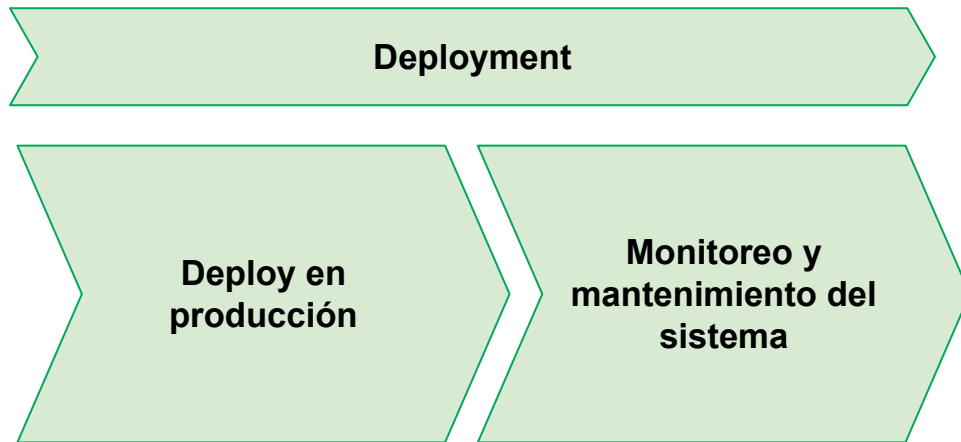 Deployment
Deploy en
producción
Monitoreo y
mantenimiento del
sistema